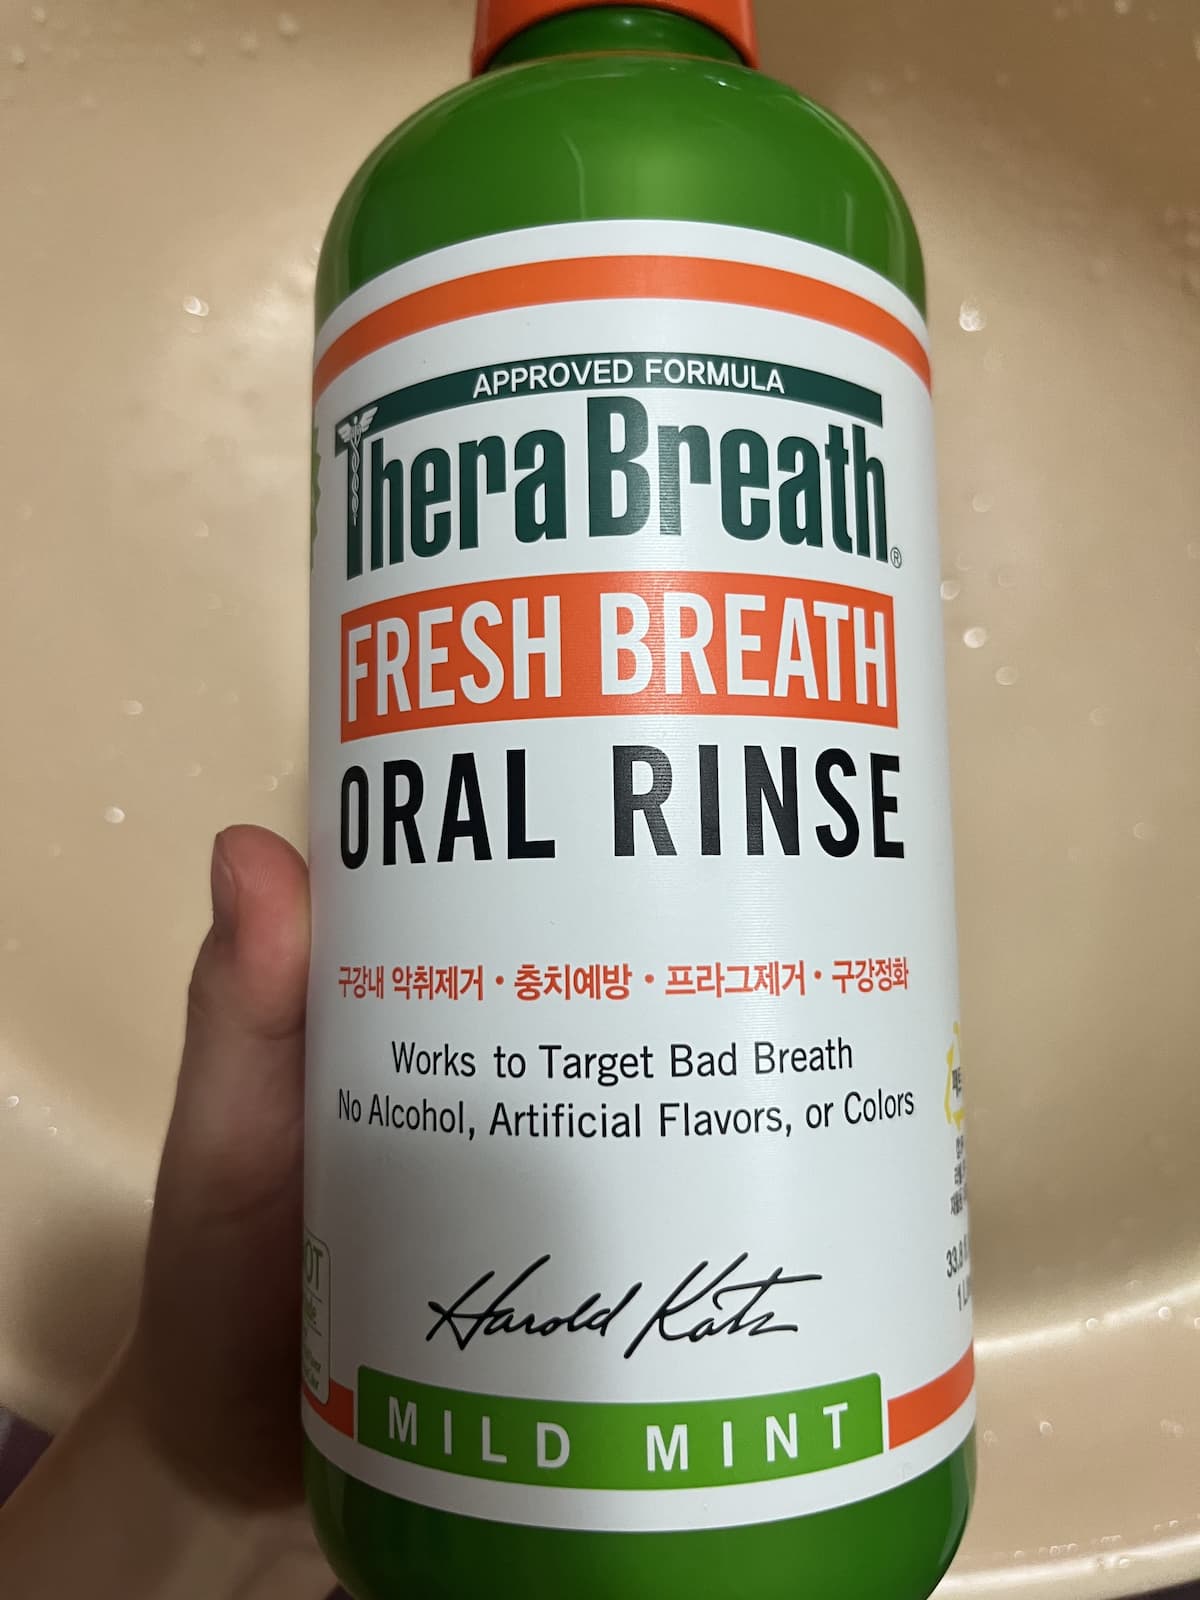 APPROVED FORMULA
TheraBreath®
FRESH BREATH
ORAL RINSE
구강내 악취제거 • 충치예방 • 프라그제거 • 구강정화
Works to Target Bad Breath
No Alcohol, Artificial Flavors, or Colors
Harold Katz
MILD MINT